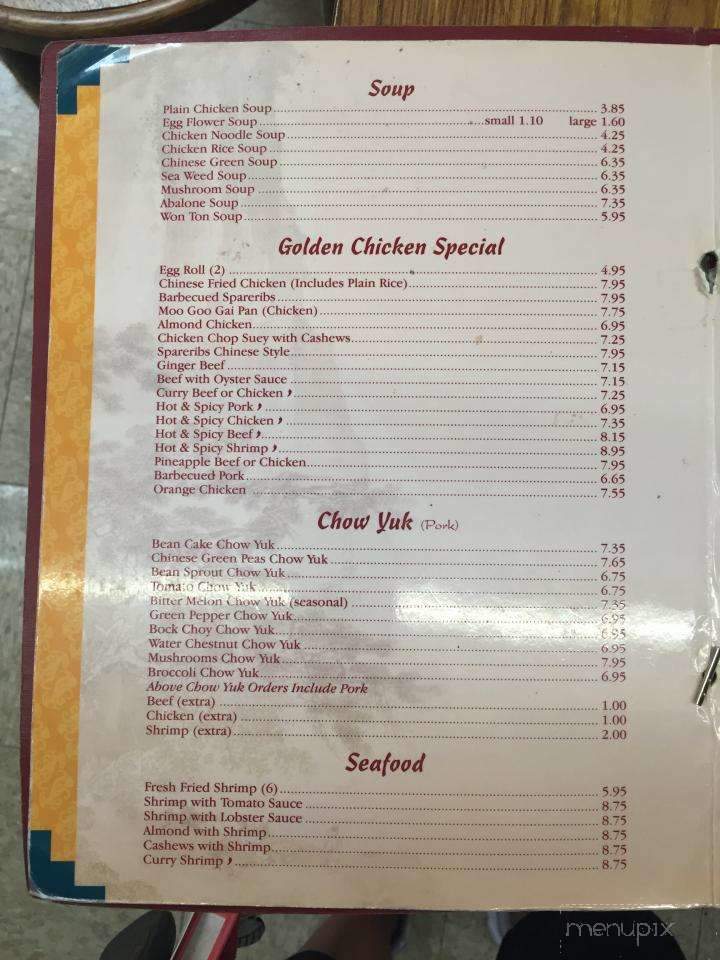 Soup
Plain Chicken Soup 3.85
Egg Flower Soup small 1.10 large 1.60
Chicken Noodle Soup 4.25
Chicken Rice Soup 4.25
Chinese Green Soup 6.35
Sea Weed Soup 6.35
Mushroom Soup 6.35
Abalone Soup 7.35
Won Ton Soup 5.95
Golden Chicken Special
Egg Roll (2) 4.95
Chinese Fried Chicken (Includes Plain Rice) 7.95
Barbecued Spareribs 7.95
Moo Goo Gai Pan (Chicken) 7.75
Almond Chicken 6.95
Chicken Chop Suey with Cashews 7.25
Spareribs Chinese Style 7.95
Ginger Beef 7.15
Beef with Oyster Sauce 7.15
Curry Beef or Chicken 7.25
Hot & Spicy Pork 6.95
Hot & Spicy Chicken 7.35
Hot & Spicy Beef 8.15
Hot & Spicy Shrimp 8.95
Pineapple Beef or Chicken 7.95
Barbecued Pork 6.65
Orange Chicken 7.55
Chow Yuk (Pork)
Bean Cake Chow Yuk 7.35
Chinese Green Peas Chow Yuk 7.65
Bean Sprout Chow Yuk 6.75
Tomato Chow Yuk 6.75
Bitter Melon Chow Yuk (seasonal) 7.35
Green Pepper Chow Yuk 6.95
Bock Choy Chow Yuk 6.95
Water Chestnut Chow Yuk 6.95
Mushrooms Chow Yuk 7.95
Broccoli Chow Yuk 6.95
Above Chow Yuk Orders Include Pork
Beef (extra) 1.00
Chicken (extra) 1.00
Shrimp (extra) 2.00
Seafood
Fresh Fried Shrimp (6) 5.95
Shrimp with Tomato Sauce 8.75
Shrimp with Lobster Sauce 8.75
Almond with Shrimp 8.75
Cashews with Shrimp 8.75
Curry Shrimp 8.75
menupix